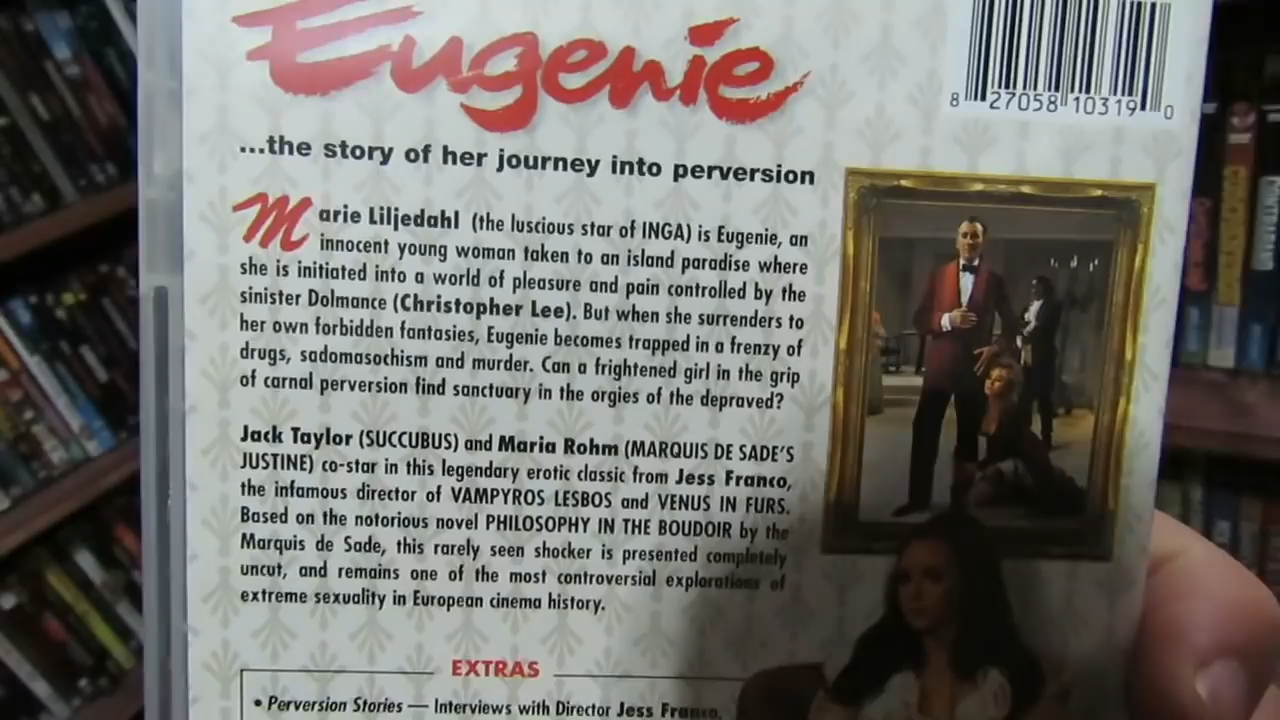 Eugenie
8 27058 10319 0
...the story of her journey into perversion
Marie Liljedahl (the luscious star of INGA) is Eugenie, an
innocent young woman taken to an island paradise where
she is initiated into a world of pleasure and pain controlled by the
sinister Dolmance (Christopher Lee). But when she surrenders to
her own forbidden fantasies, Eugenie becomes trapped in a frenzy of
drugs, sadomasochism and murder. Can a frightened girl in the grip
of carnal perversion find sanctuary in the orgies of the depraved?
Jack Taylor (SUCCUBUS) and Maria Rohm (MARQUIS DE SADE'S
JUSTINE) co-star in this legendary erotic classic from Jess Franco,
the infamous director of VAMPYROS LESBOS and VENUS IN FURS.
Based on the notorious novel PHILOSOPHY IN THE BOUDOIR by the
Marquis de Sade, this rarely seen shocker is presented completely
uncut, and remains one of the most controversial explorations of
extreme sexuality in European cinema history.
EXTRAS
• Perversion Stories — Interviews with Director Jess Franco,